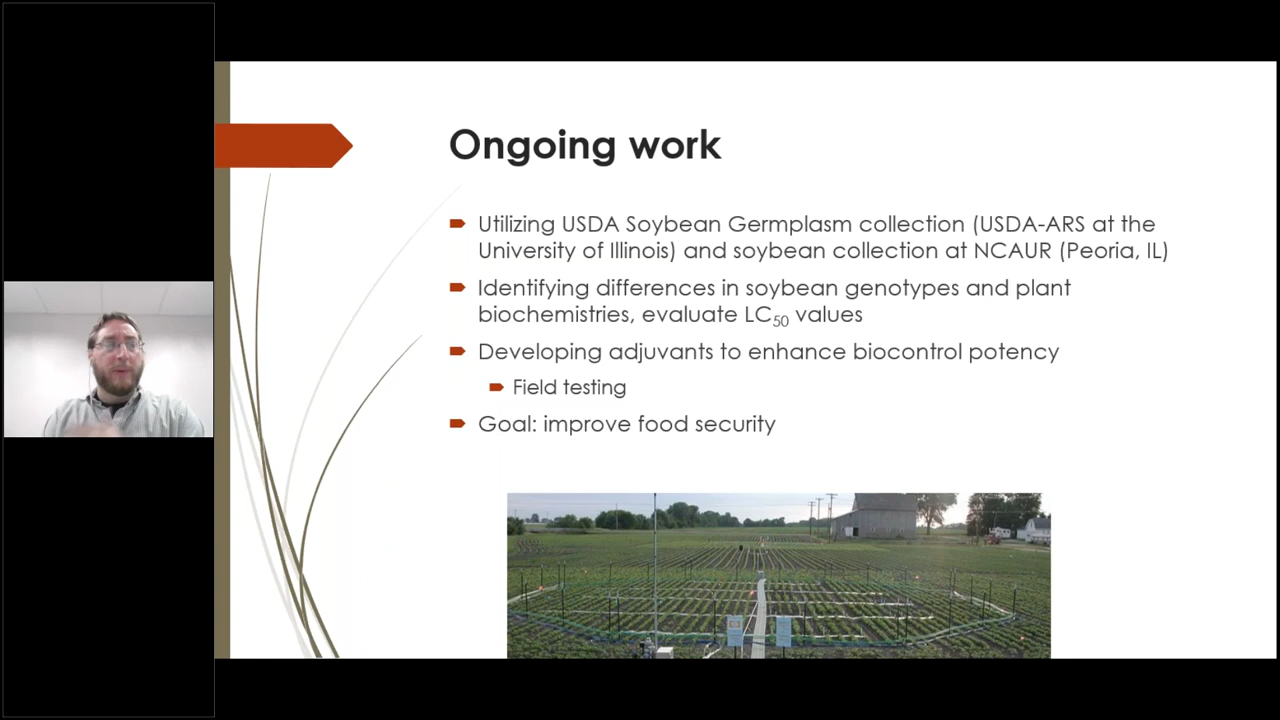 Ongoing work
Utilizing USDA Soybean Germplasm collection (USDA-ARS at the
University of Illinois) and soybean collection at NCAUR (Peoria, IL)
Identifying differences in soybean genotypes and plant
biochemistries, evaluate LC50 values
Developing adjuvants to enhance biocontrol potency
Field testing
Goal: improve food security